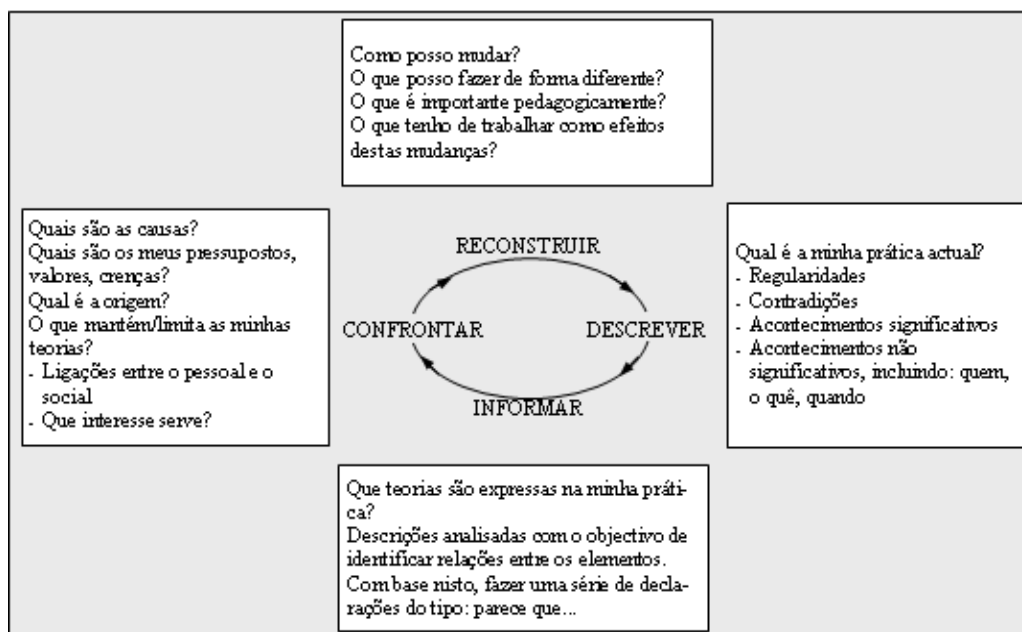 Como posso mudar?
O que posso fazer de forma diferente?
O que é importante pedagogicamente?
O que tenho de trabalhar como efeitos
destas mudanças?
Quais são as causas?
Quais são os meus pressupostos,
valores, crenças?
Qual é a origem?
O que mantém/limita as minhas
teorias?
- Ligações entre o pessoal e o
social
- Que interesse serve?
RECONSTRUIR
CONFRONTAR
DESCREVER
INFORMAR
Qual é a minha prática actual?
- Regularidades
- Contradições
- Acontecimentos significativos
- Acontecimentos não
significativos, incluindo: quem,
o quê, quando
Que teorias são expressas na minha práti-
ca?
Descrições analisadas com o objectivo de
identificar relações entre os elementos.
Com base nisto, fazer uma série de decla-
rações do tipo: parece que...